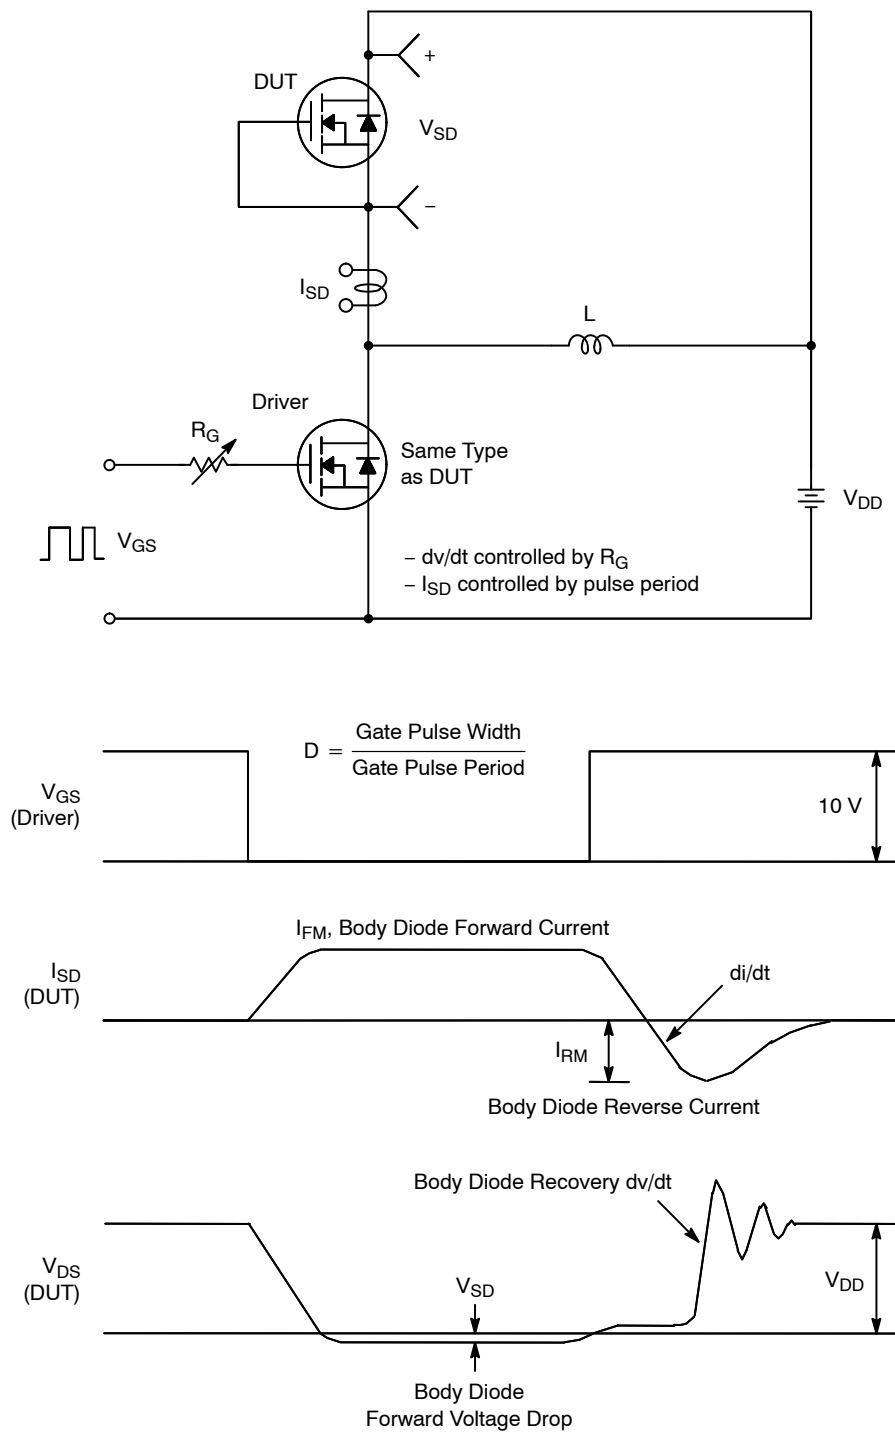 +
DUT
V_SD
−
I_SD
L
Driver
R_G
Same Type
as DUT
V_DD
V_GS
− dv/dt controlled by R_G
− I_SD controlled by pulse period
D = Gate Pulse Width
Gate Pulse Period
V_GS
(Driver)
10 V
I_FM, Body Diode Forward Current
I_SD
(DUT)
di/dt
I_RM
Body Diode Reverse Current
Body Diode Recovery dv/dt
V_DS
(DUT)
V_SD
V_DD
Body Diode
Forward Voltage Drop